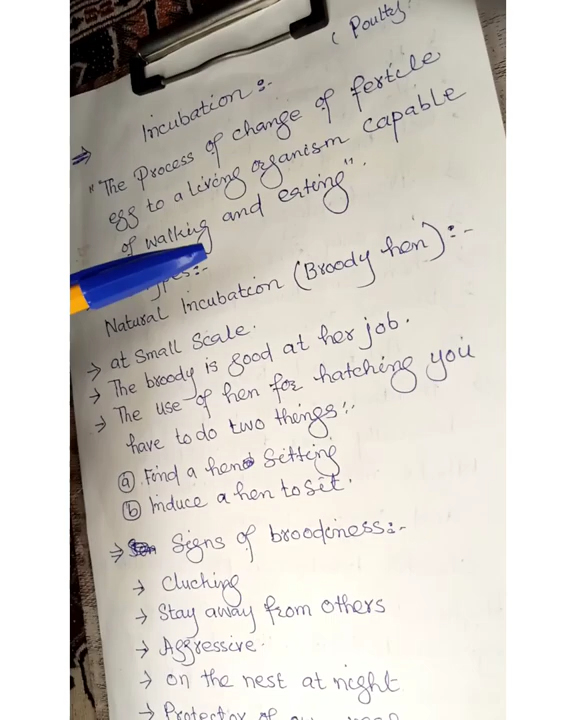 ( Poultry
Incubation :-
⇒ "The Process of change of fertile
egg to a living organism capable
of walking and eating".
Natural Incubation (Broody hen) :-
→ at Small Scale.
→ The broody is good at her job.
→ The use of hen for hatching you
have to do two things :-
(a) Find a hen Setting
(b) Induce a hen to set.
→ Signs of broodiness :-
→ Cluching
→ Stay away from others
→ Aggressive.
→ on the nest at night
→ Protector of